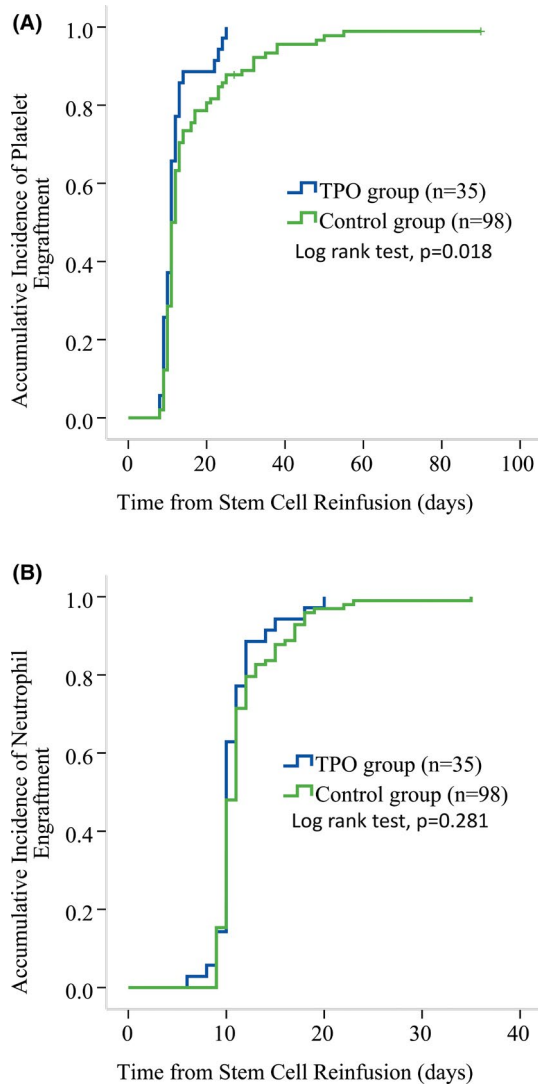 (A)
1.0
0.8
0.6
0.4
0.2
0.0
Accumulative Incidence of Platelet
Engraftment
TPO group (n=35)
Control group (n=98)
Log rank test, p=0.018
0 20 40 60 80 100
Time from Stem Cell Reinfusion (days)
(B)
1.0
0.8
0.6
0.4
0.2
0.0
Accumulative Incidence of Neutrophil
Engraftment
TPO group (n=35)
Control group (n=98)
Log rank test, p=0.281
0 10 20 30 40
Time from Stem Cell Reinfusion (days)